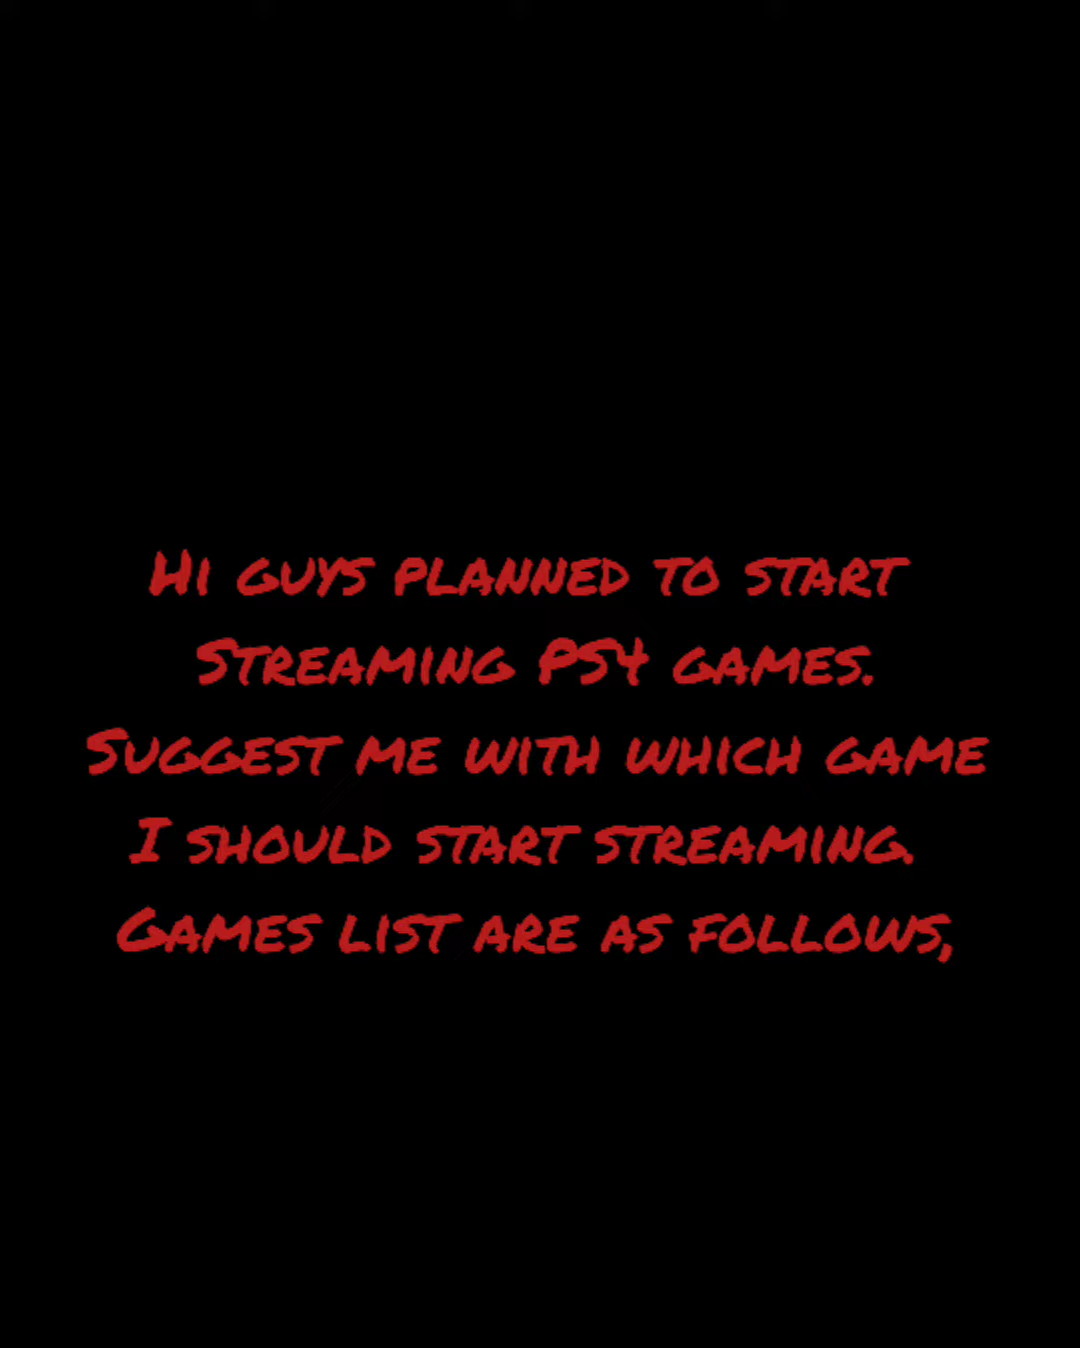 Hi guys planned to start
Streaming PS4 games.
Suggest me with which game
I should start streaming.
Games list are as follows,